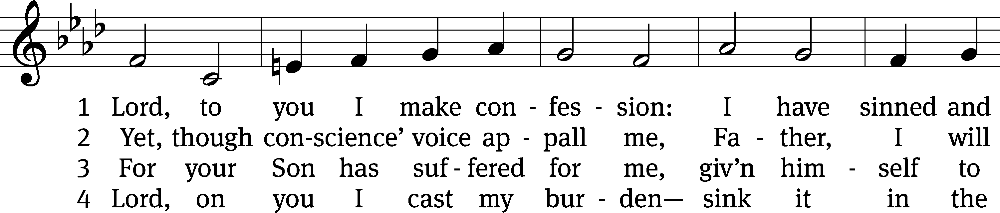 1 Lord, to you I make con - fes - sion: I have sinned and
2 Yet, though con-science’ voice ap - pall me, Fa - ther, I will
3 For your Son has suf - fered for me, giv’n him - self to
4 Lord, on you I cast my bur - den— sink it in the